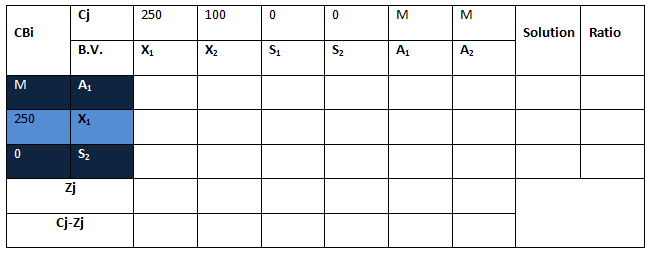 CBi Cj 250 100 0 0 M M Solution Ratio
B.V. X₁ X₂ S₁ S₂ A₁ A₂
M A₁
250 X₁
0 S₂
Zj
Cj-Zj